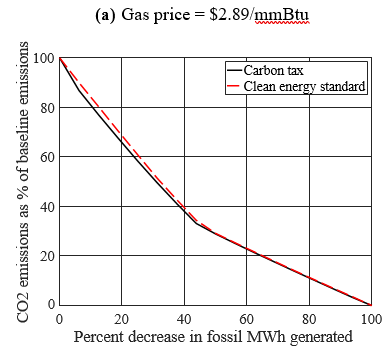 (a) Gas price = $2.89/mmBtu
CO2 emissions as % of baseline emissions
100
80
60
40
20
0
Carbon tax
Clean energy standard
0 20 40 60 80 100
Percent decrease in fossil MWh generated